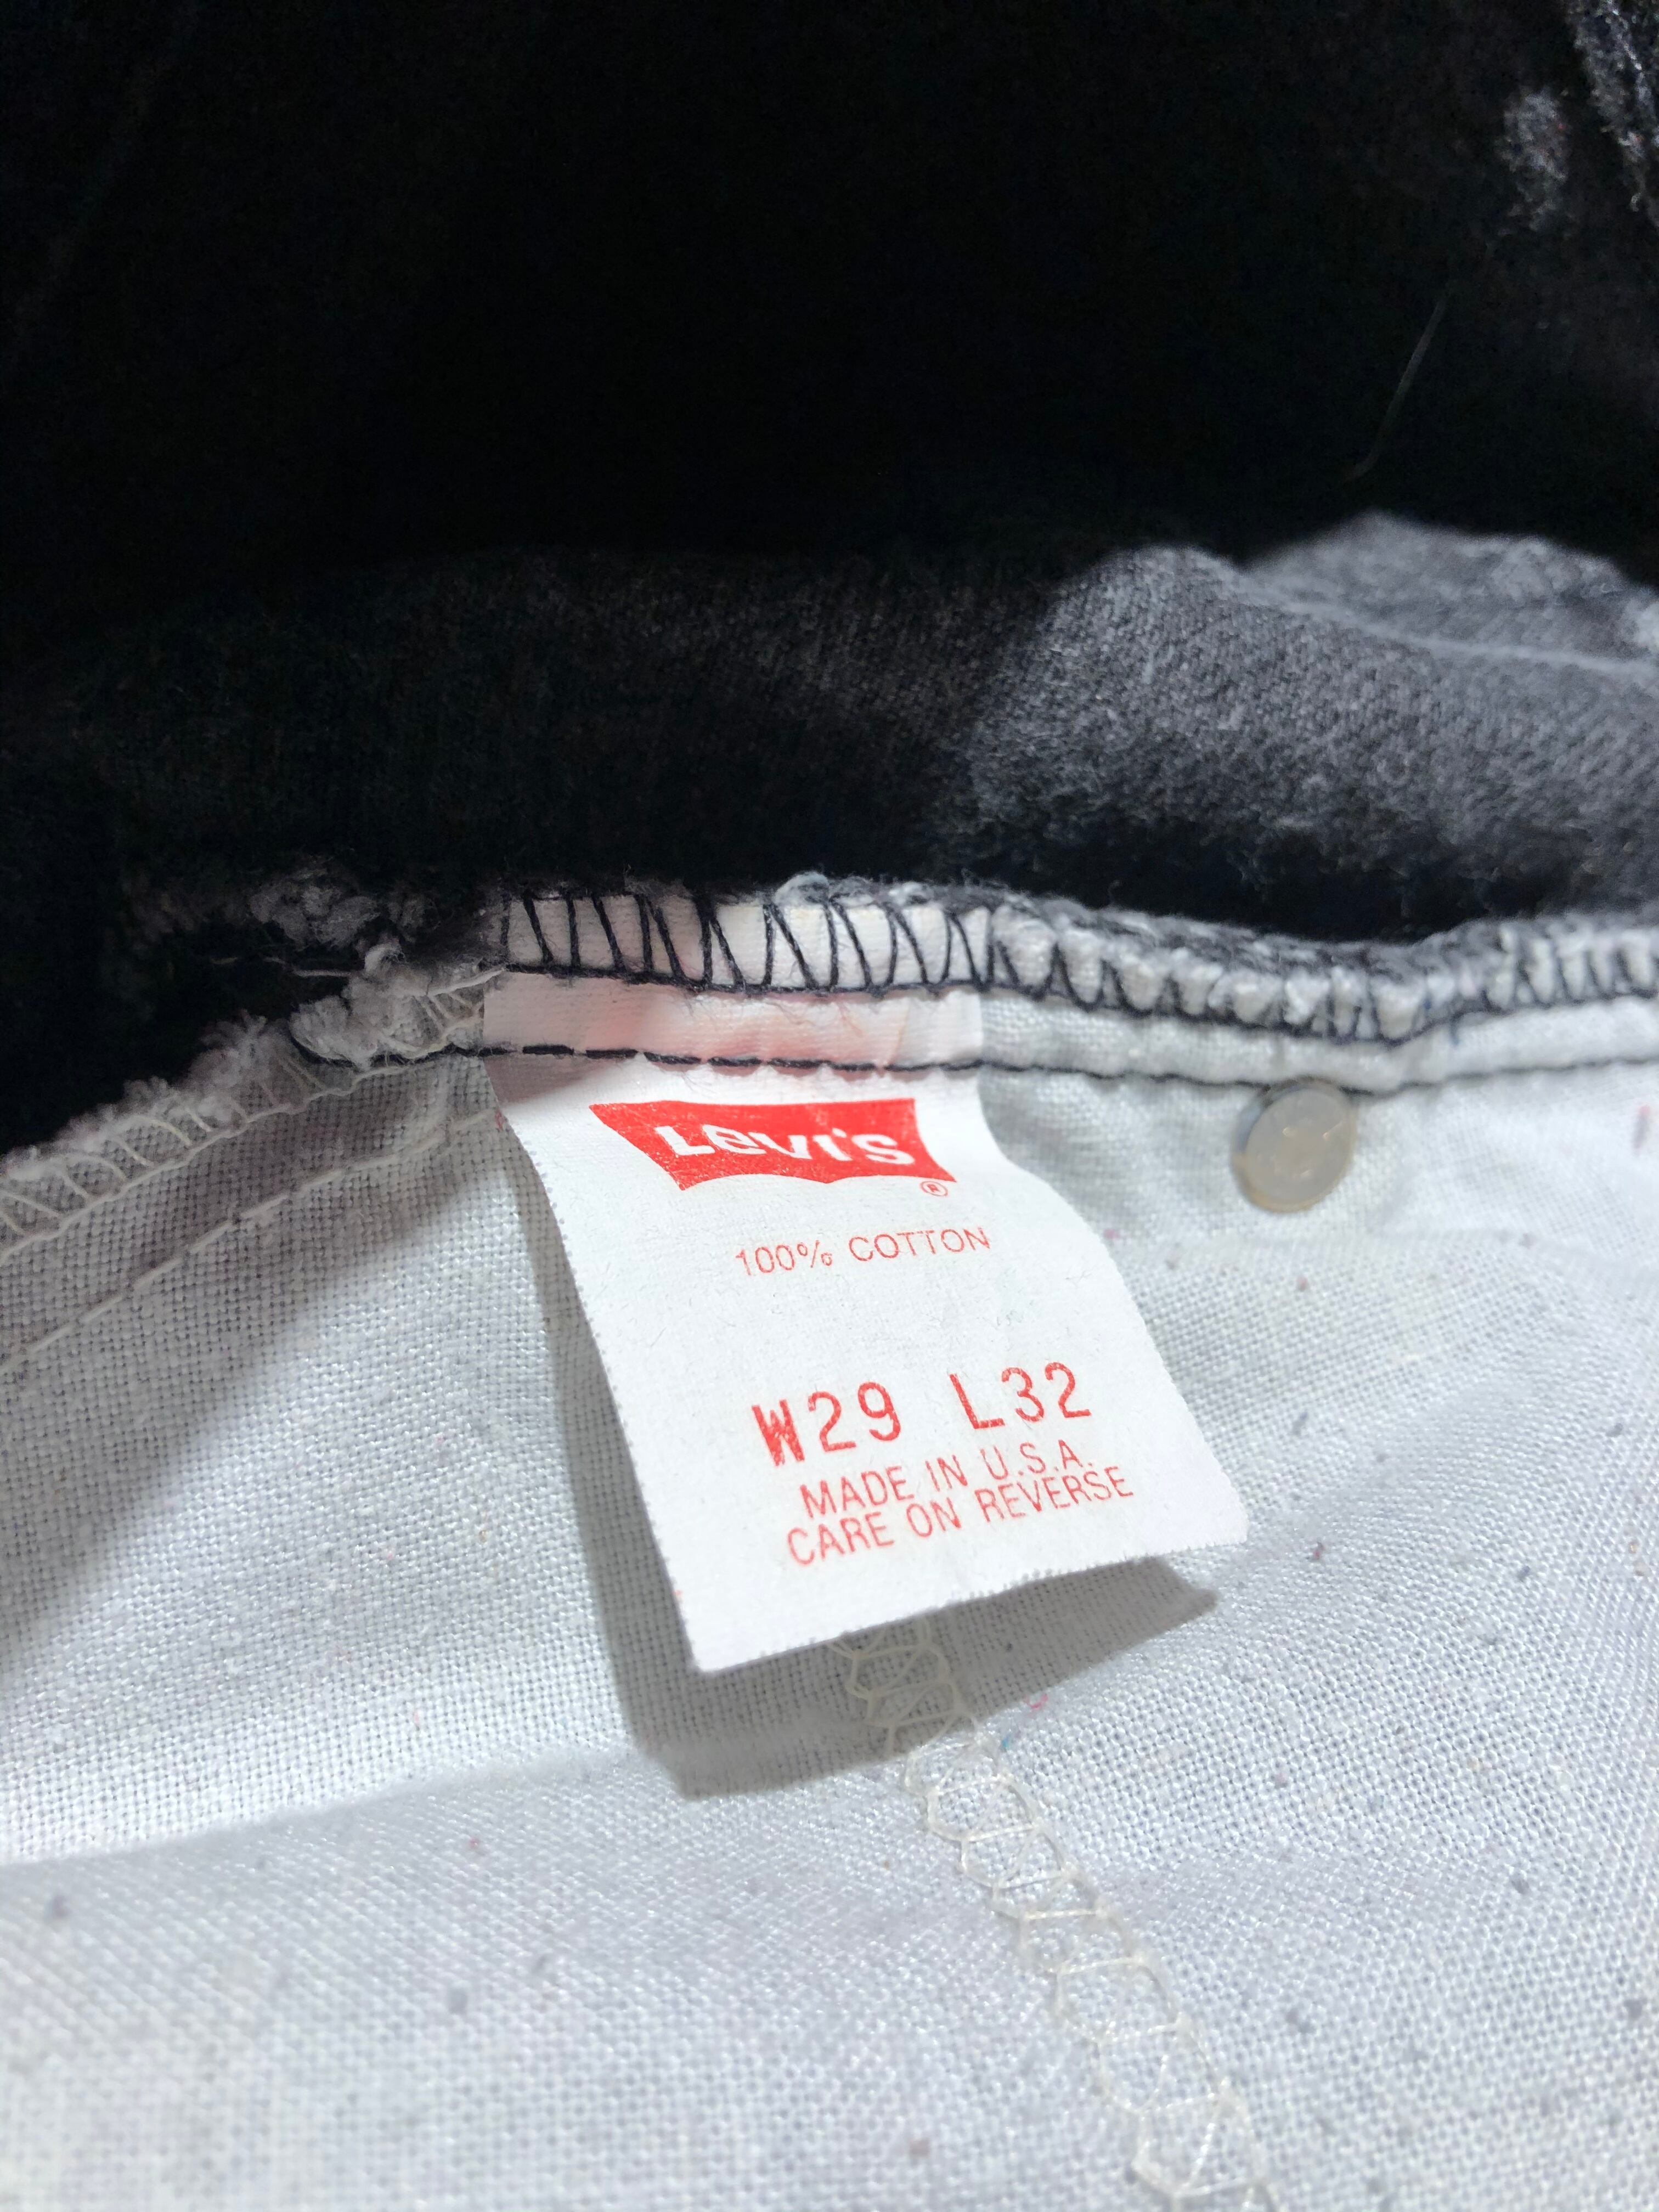 Levi's
®
100% COTTON
W29 L32
MADE IN U.S.A.
CARE ON REVERSE